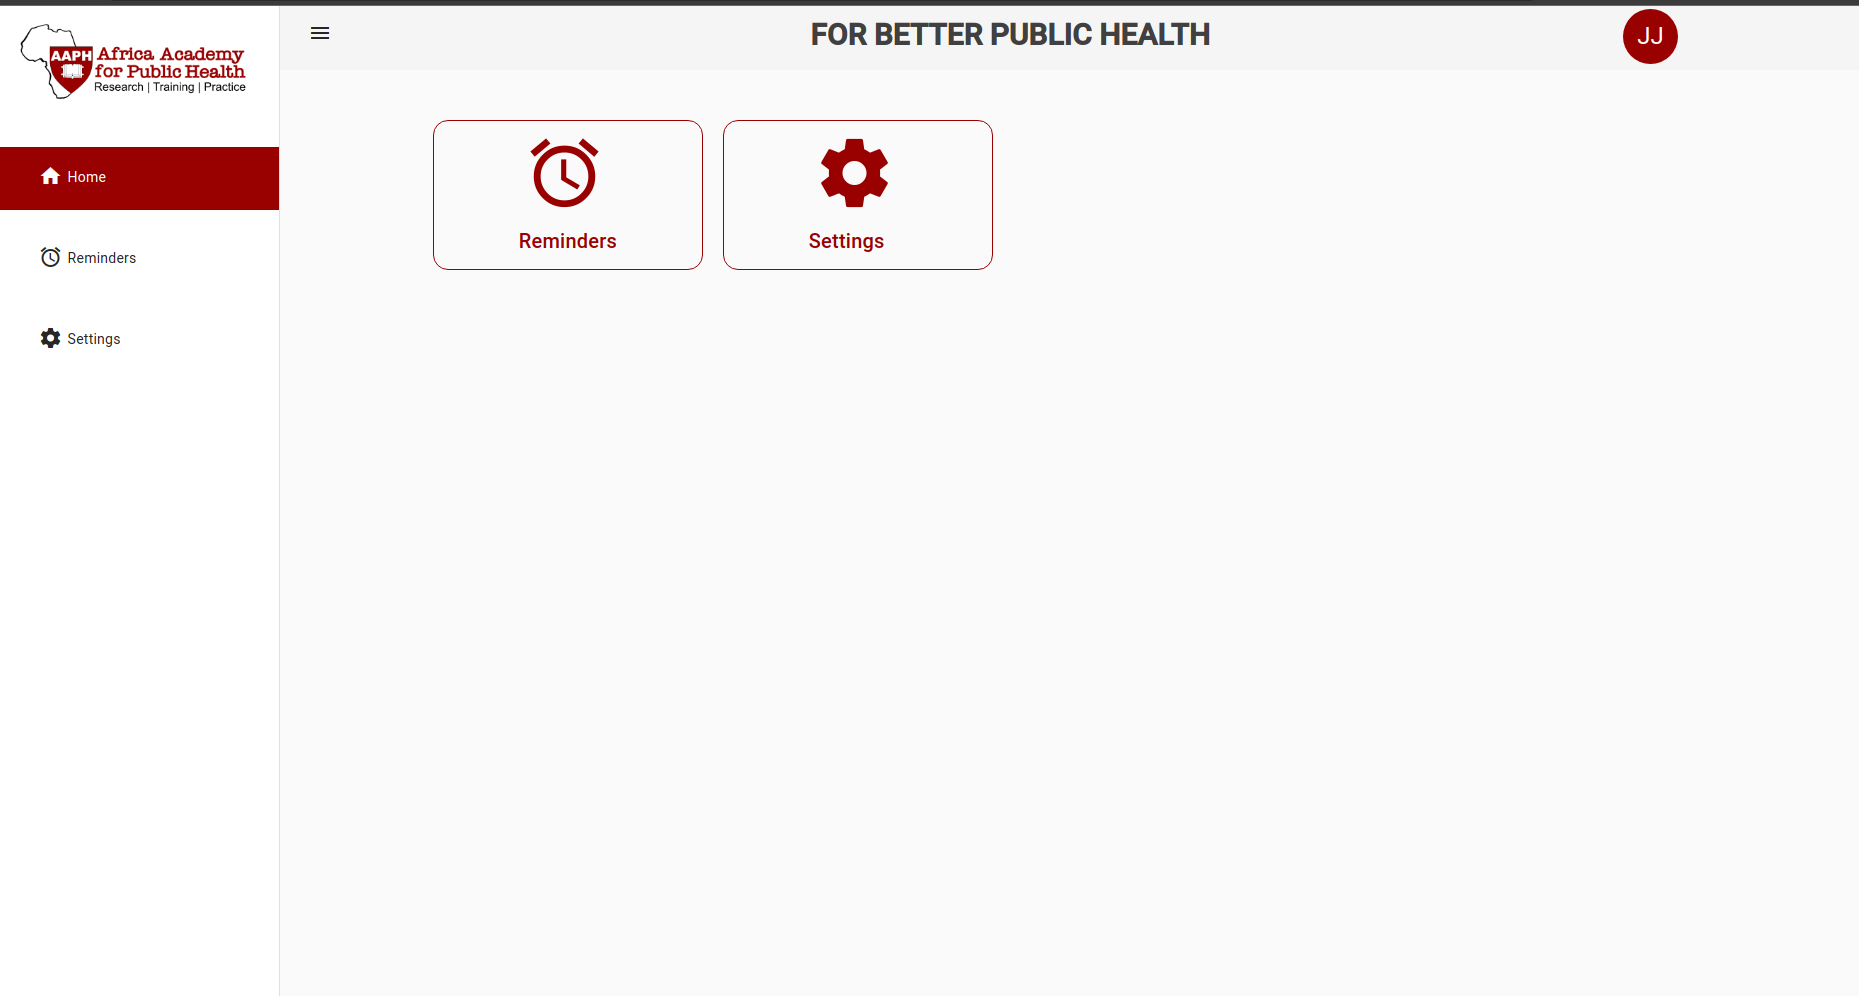 AAPH
Africa Academy
for Public Health
Research | Training | Practice
FOR BETTER PUBLIC HEALTH
JJ
Home
Reminders
Settings
Reminders
Settings